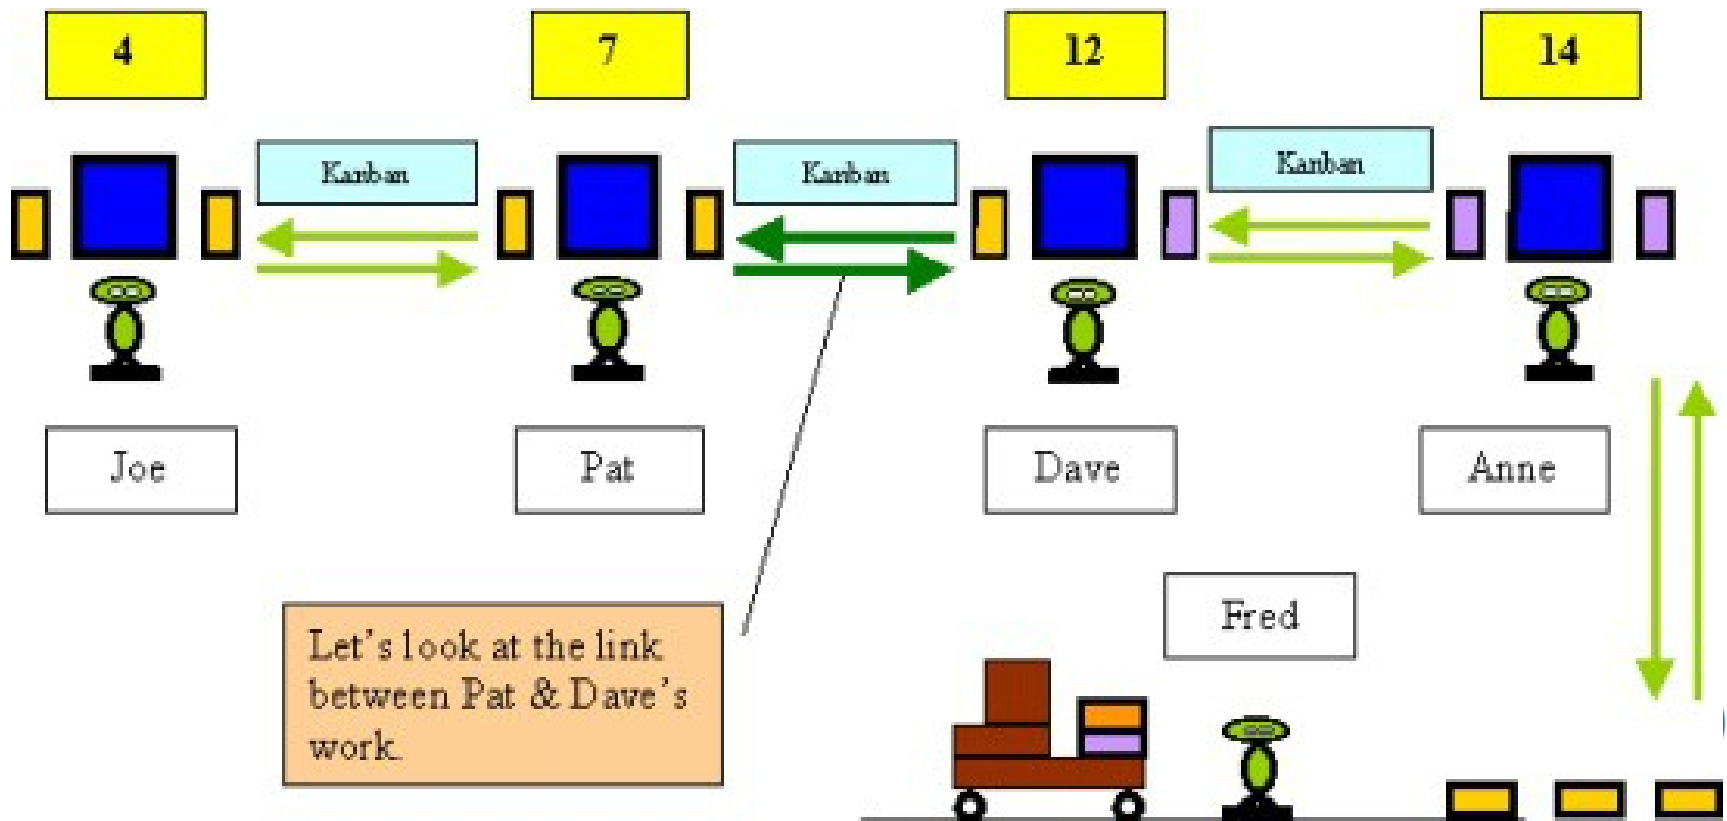 4
7
12
14
Kanban
Kanban
Kanban
Joe
Pat
Dave
Anne
Fred
Let's look at the link
between Pat & Dave's
work.